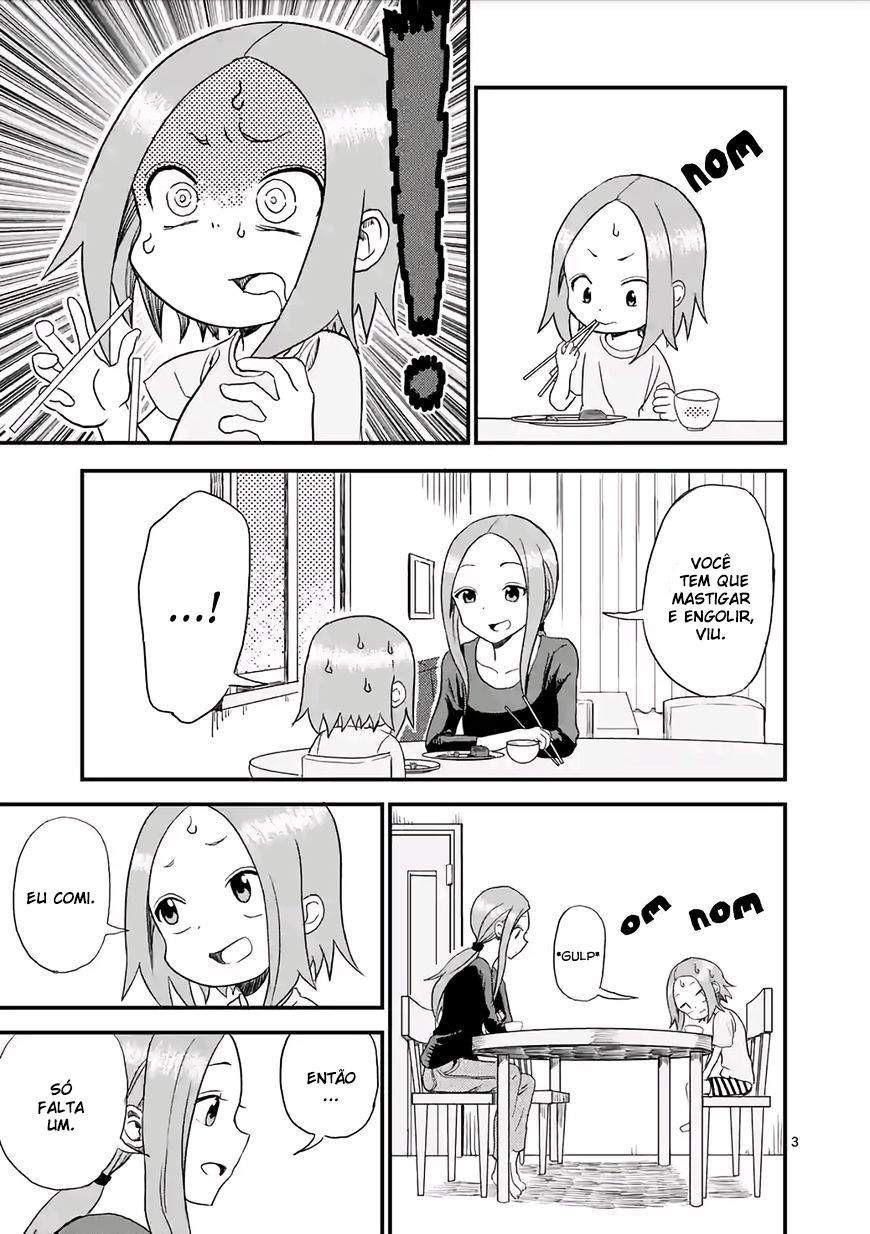 NOM
!
VOCÊ
TEM QUE
MASTIGAR
E ENGOLIR,
VIU.
...!
OM NOM
*GULP*
EU COMI.
ENTÃO
...
SÓ
FALTA
UM.
3